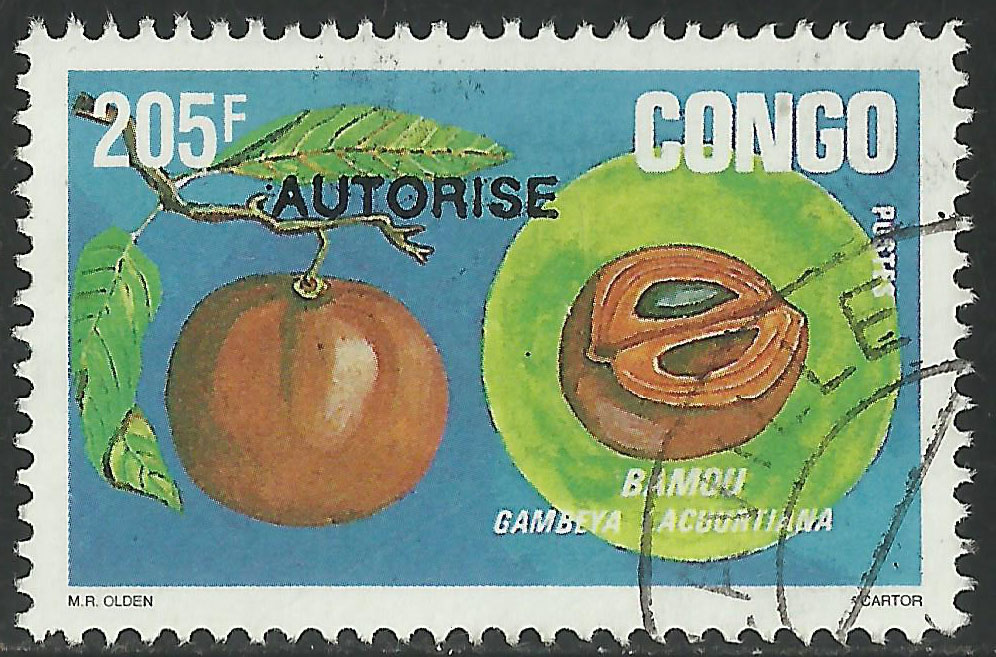 205F
CONGO
AUTORISE
POSTES
BAMOU
GAMBEYA
M.R. OLDEN
CARTOR